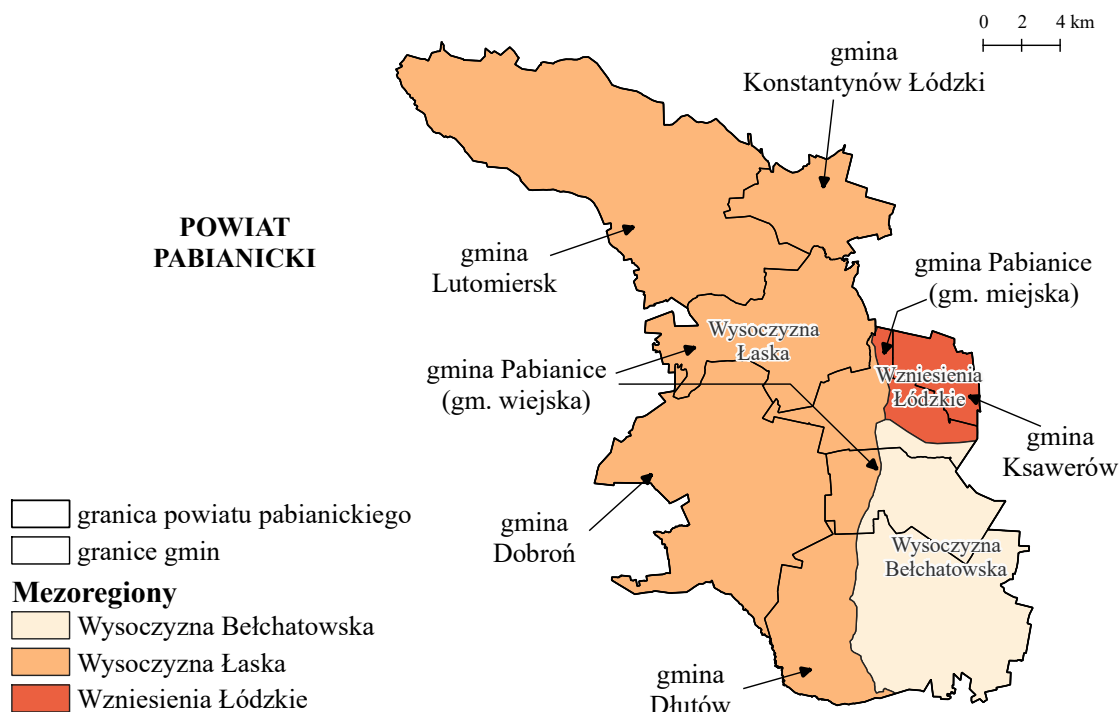 0 2 4 km
gmina
Konstantynów Łódzki
POWIAT
PABIANICKI
gmina
Lutomiersk
gmina Pabianice
(gm. miejska)
Wysoczyzna
Łaska
gmina Pabianice
(gm. wiejska)
Wzniesienia
Łódzkie
gmina
Ksawerów
gmina
Dobroń
Wysoczyzna
Bełchatowska
granica powiatu pabianickiego
granice gmin
Mezoregiony
Wysoczyzna Bełchatowska
Wysoczyzna Łaska
Wzniesienia Łódzkie
gmina
Dłutów